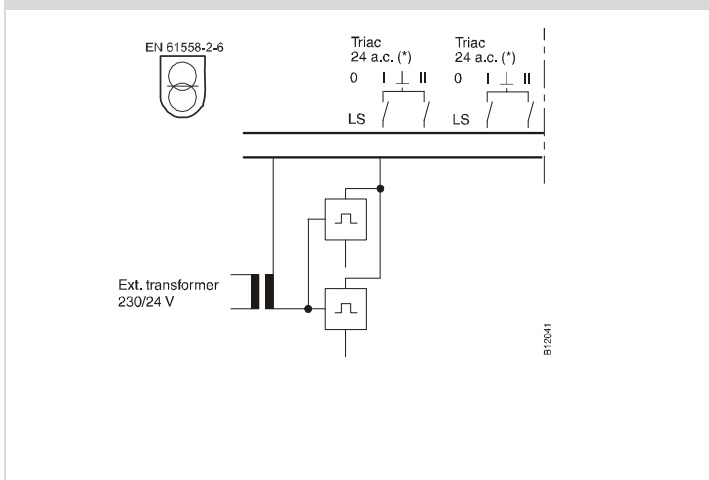 EN 61558-2-6
Triac
24 a.c. (*)
0 I ⊥ II
LS
Triac
24 a.c. (*)
0 I ⊥ II
LS
Ext. transformer
230/24 V
B12041